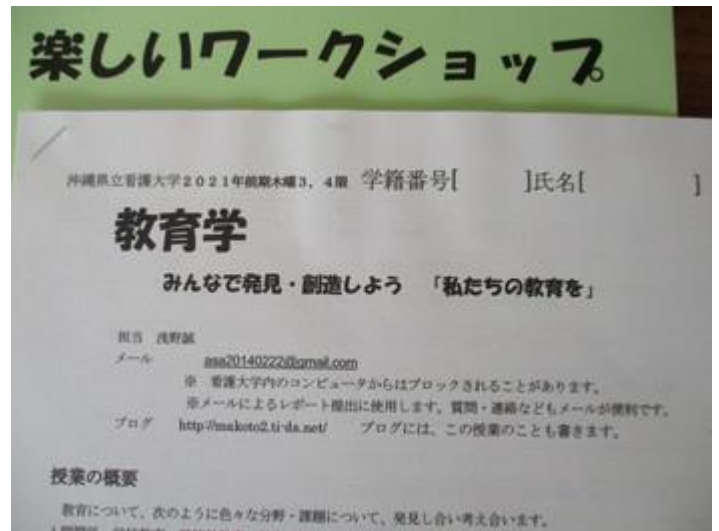 楽しいワークショップ
沖縄県立看護大学2021年前期木曜3,4限 学籍番号[ ]氏名[ ]
教育学
みんなで発見・創造しよう 「私たちの教育を」
担当 浅野誠
メール asa20140222@gmail.com
※ 看護大学内のコンピュータからはブロックされることがあります。
※メールによるレポート提出に使用します。質問・連絡などもメールが便利です。
ブログ http://makoto2.ti-da.net/ ブログには、この授業のことも書きます。
授業の概要
教育について、次のように色々な分野・課題について、発見し合い考え合います。